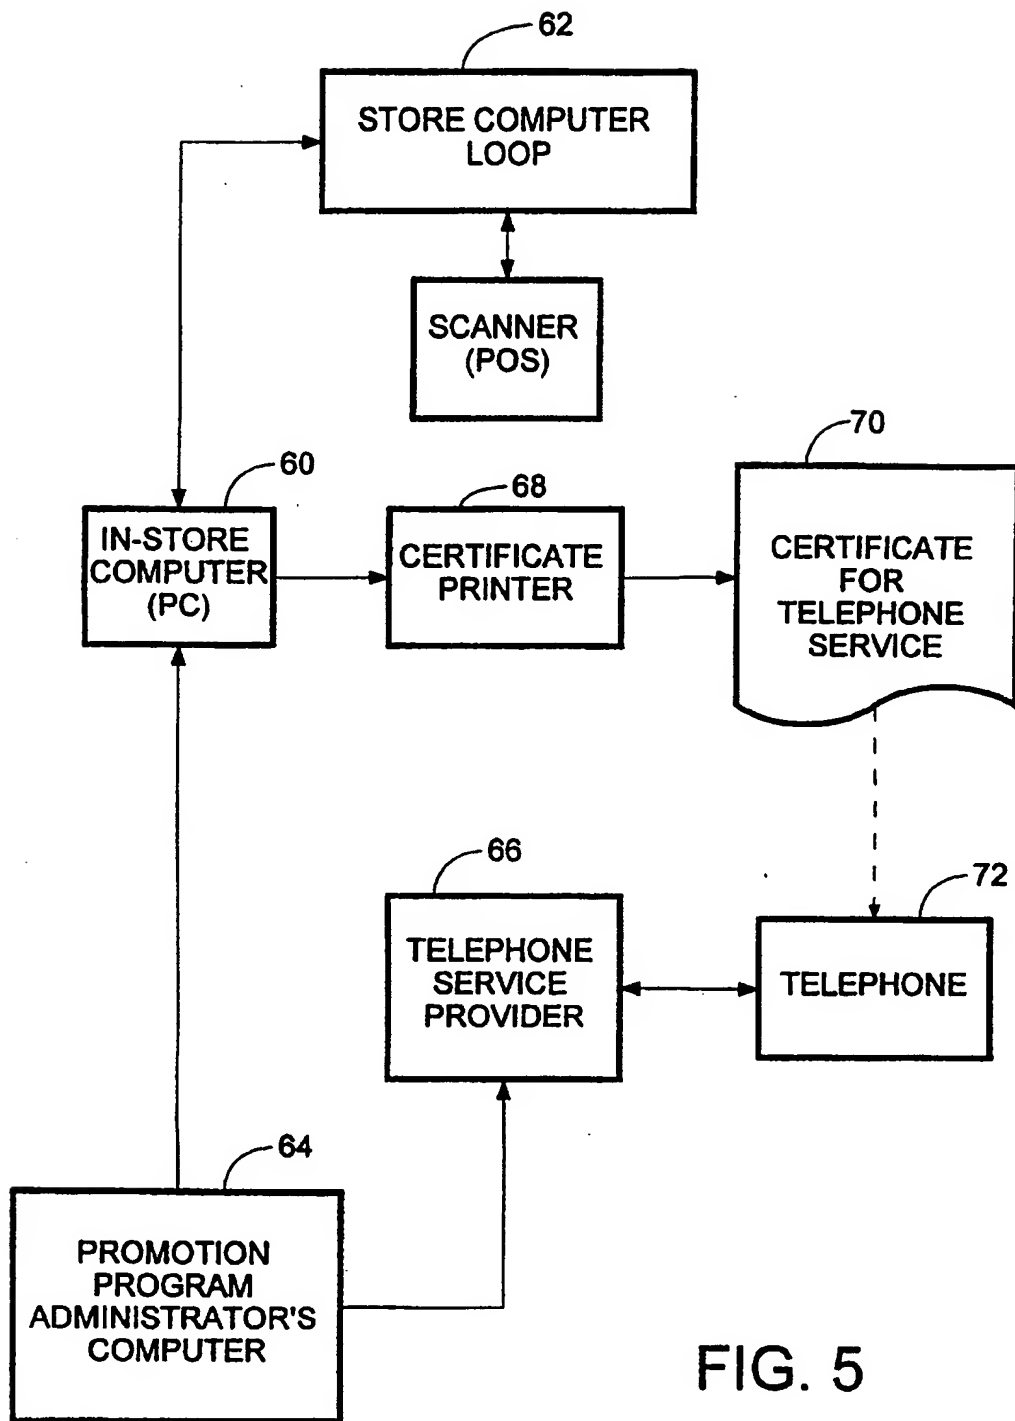 62
STORE COMPUTER
LOOP
SCANNER
(POS)
70
60
68
IN-STORE
COMPUTER
(PC)
CERTIFICATE
PRINTER
CERTIFICATE
FOR
TELEPHONE
SERVICE
66
72
TELEPHONE
SERVICE
PROVIDER
TELEPHONE
64
PROMOTION
PROGRAM
ADMINISTRATOR'S
COMPUTER
FIG. 5